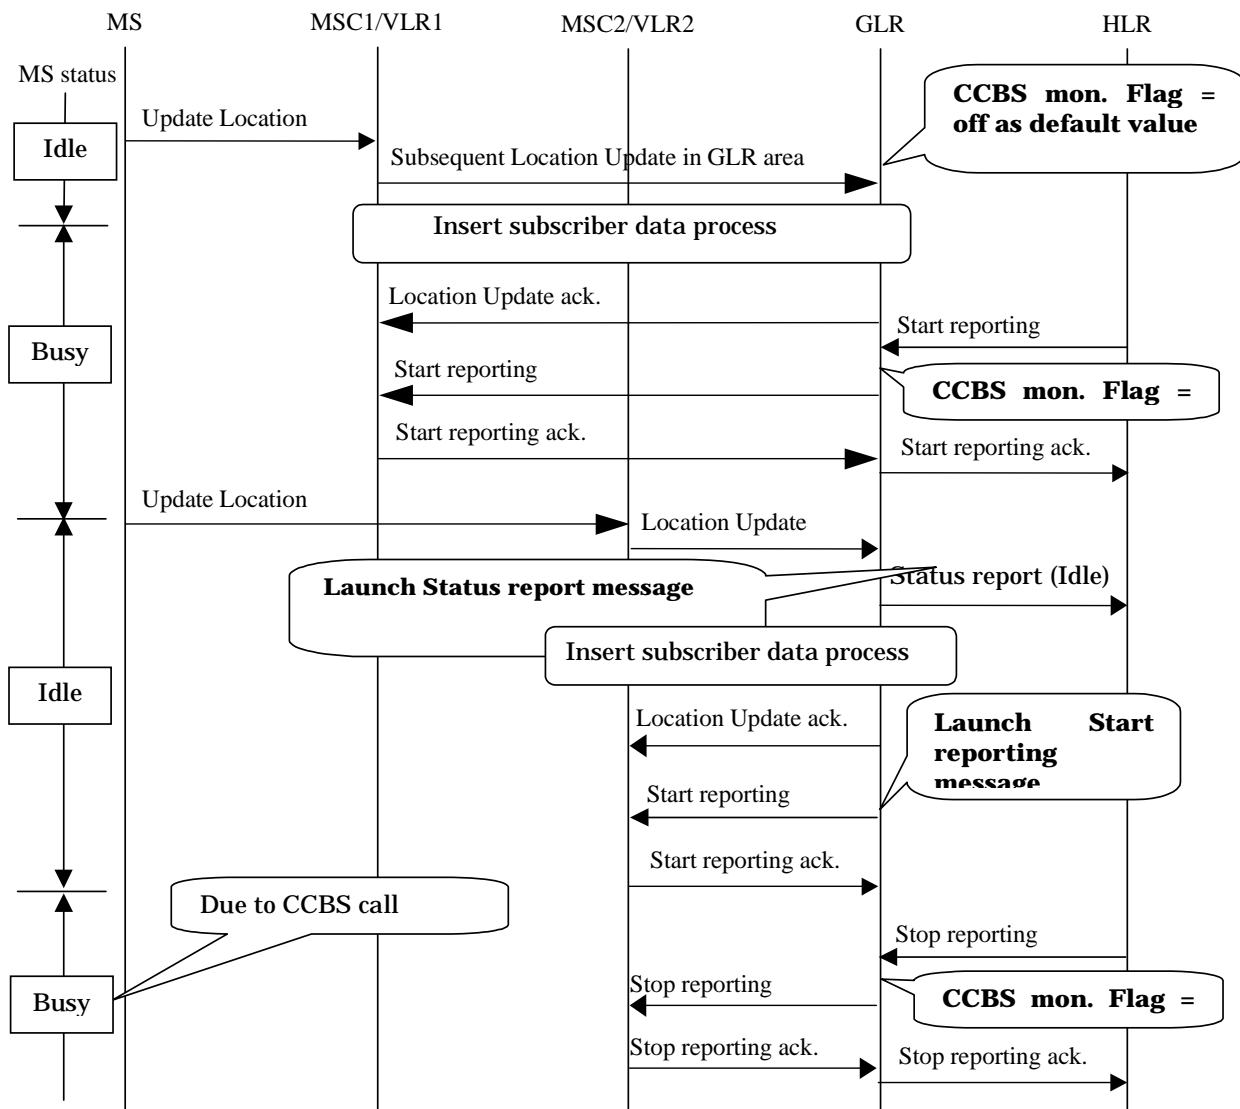 MS
MSC1/VLR1
MSC2/VLR2
GLR
HLR
MS status
CCBS mon. Flag =
off as default value
Update Location
Idle
Subsequent Location Update in GLR area
Insert subscriber data process
Location Update ack.
Start reporting
Busy
Start reporting
CCBS mon. Flag =
Start reporting ack.
Start reporting ack.
Update Location
Location Update
Launch Status report message
Status report (Idle)
Insert subscriber data process
Idle
Location Update ack.
Launch Start
reporting
message
Start reporting
Start reporting ack.
Due to CCBS call
Stop reporting
Stop reporting
Busy
CCBS mon. Flag =
Stop reporting ack.
Stop reporting ack.